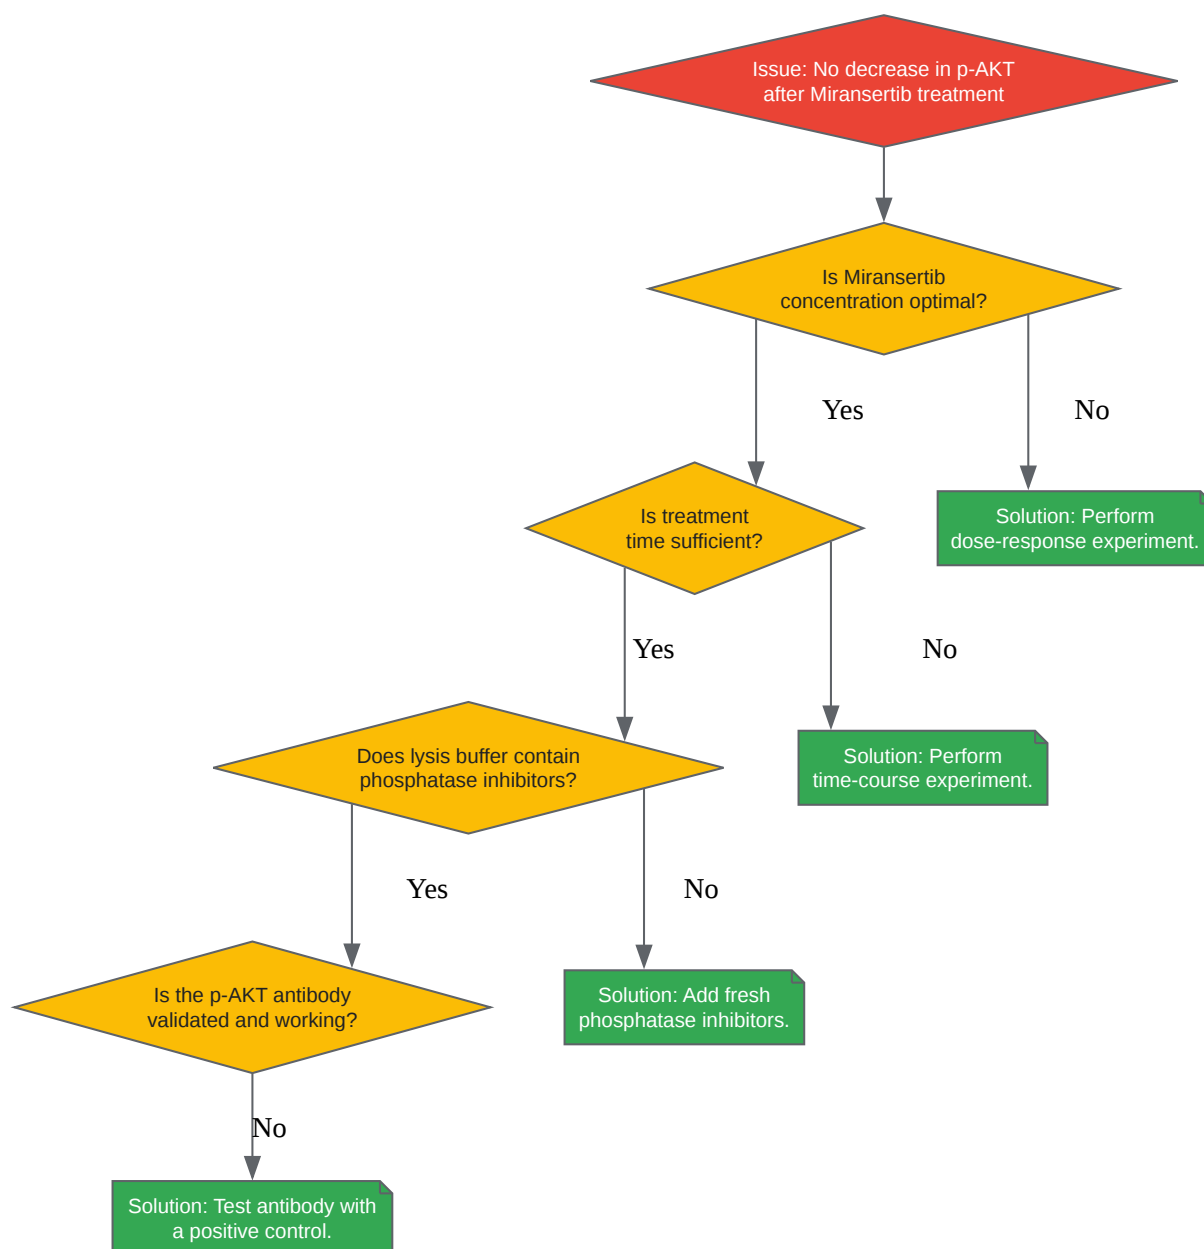 Issue: No decrease in p-AKT
after Miransertib treatment
Is Miransertib
concentration optimal?
Yes
No
Is treatment
time sufficient?
Solution: Perform
dose-response experiment.
Yes
No
Does lysis buffer contain
phosphatase inhibitors?
Solution: Perform
time-course experiment.
Yes
No
Is the p-AKT antibody
validated and working?
Solution: Add fresh
phosphatase inhibitors.
No
Solution: Test antibody with
a positive control.